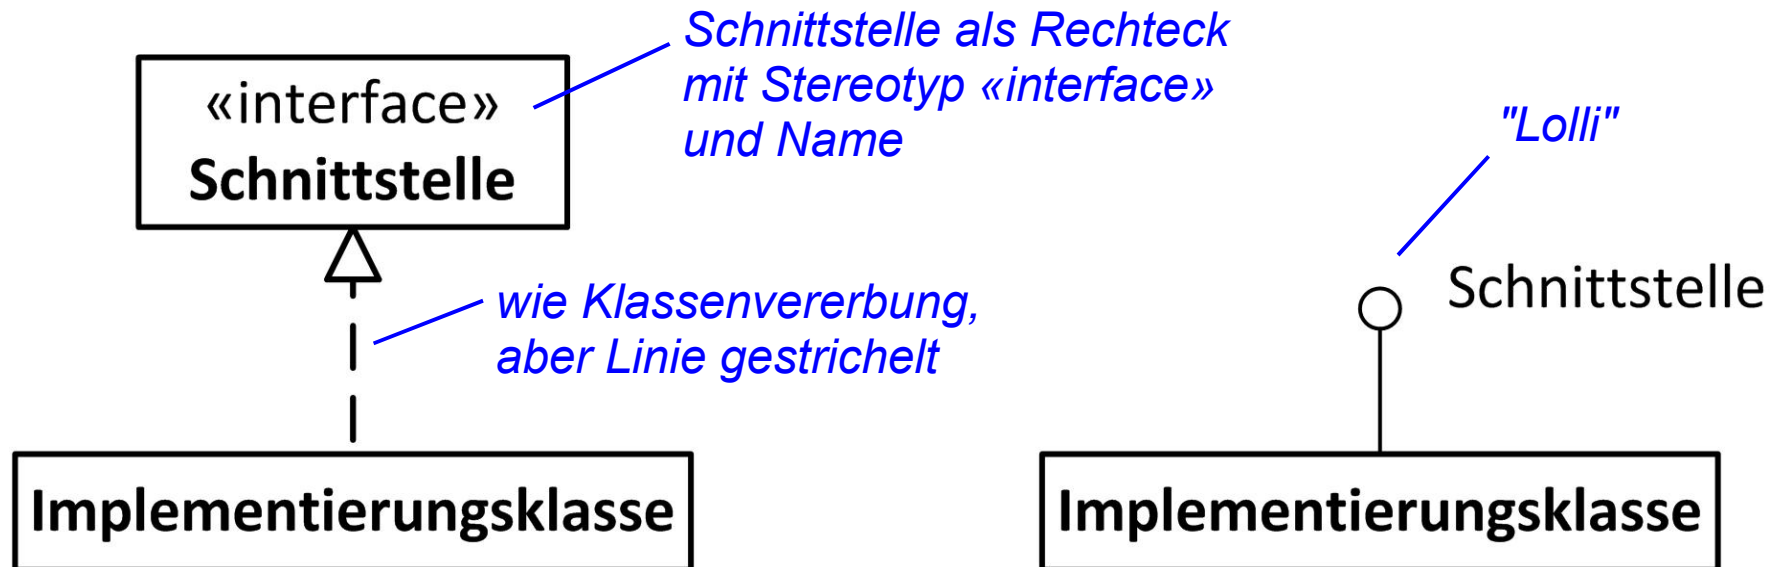 «interface»
Schnittstelle
Schnittstelle als Rechteck
mit Stereotyp «interface»
und Name
wie Klassenvererbung,
aber Linie gestrichelt
Implementierungsklasse
"Lolli"
Schnittstelle
Implementierungsklasse